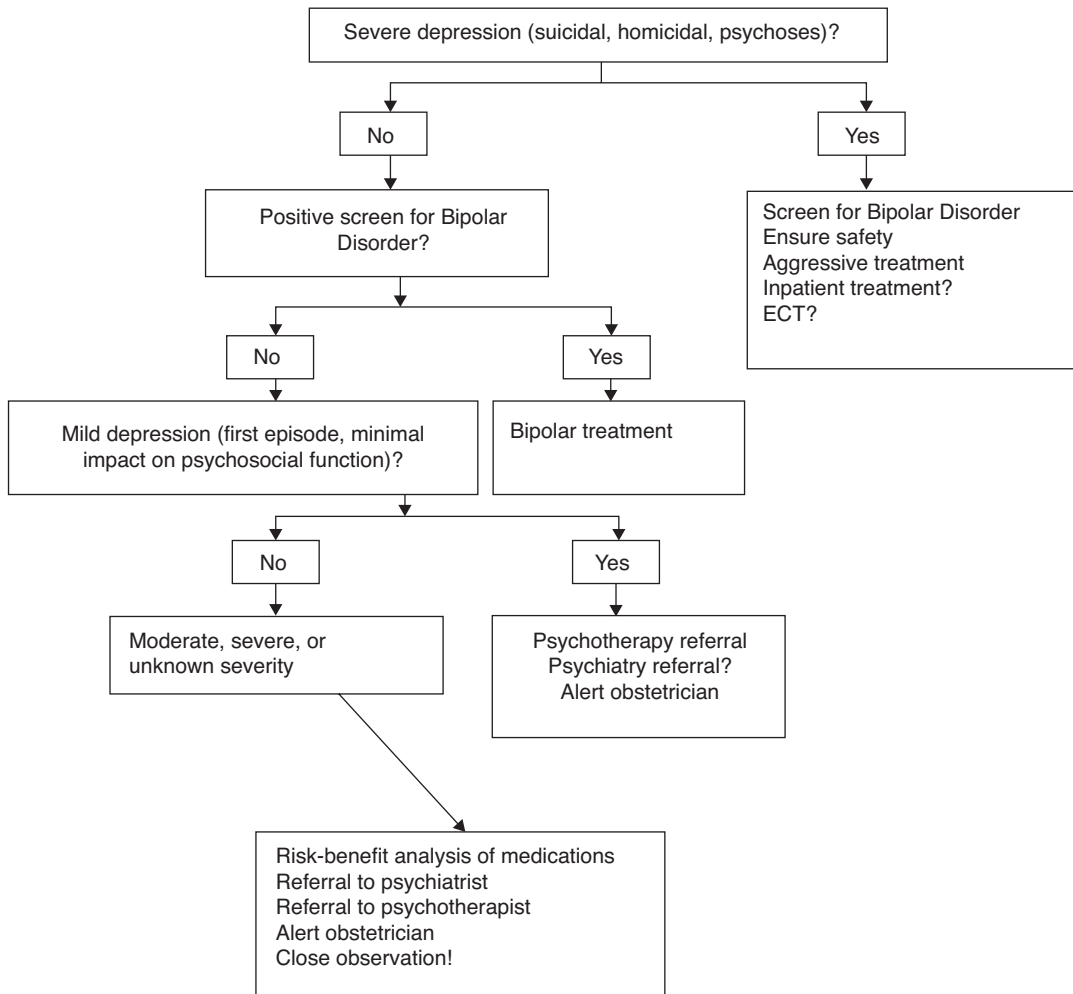 Severe depression (suicidal, homicidal, psychoses)?
No
Yes
Positive screen for Bipolar
Disorder?
Screen for Bipolar Disorder
Ensure safety
Aggressive treatment
Inpatient treatment?
ECT?
No
Yes
Mild depression (first episode, minimal
impact on psychosocial function)?
Bipolar treatment
No
Yes
Moderate, severe, or
unknown severity
Psychotherapy referral
Psychiatry referral?
Alert obstetrician
Risk-benefit analysis of medications
Referral to psychiatrist
Referral to psychotherapist
Alert obstetrician
Close observation!